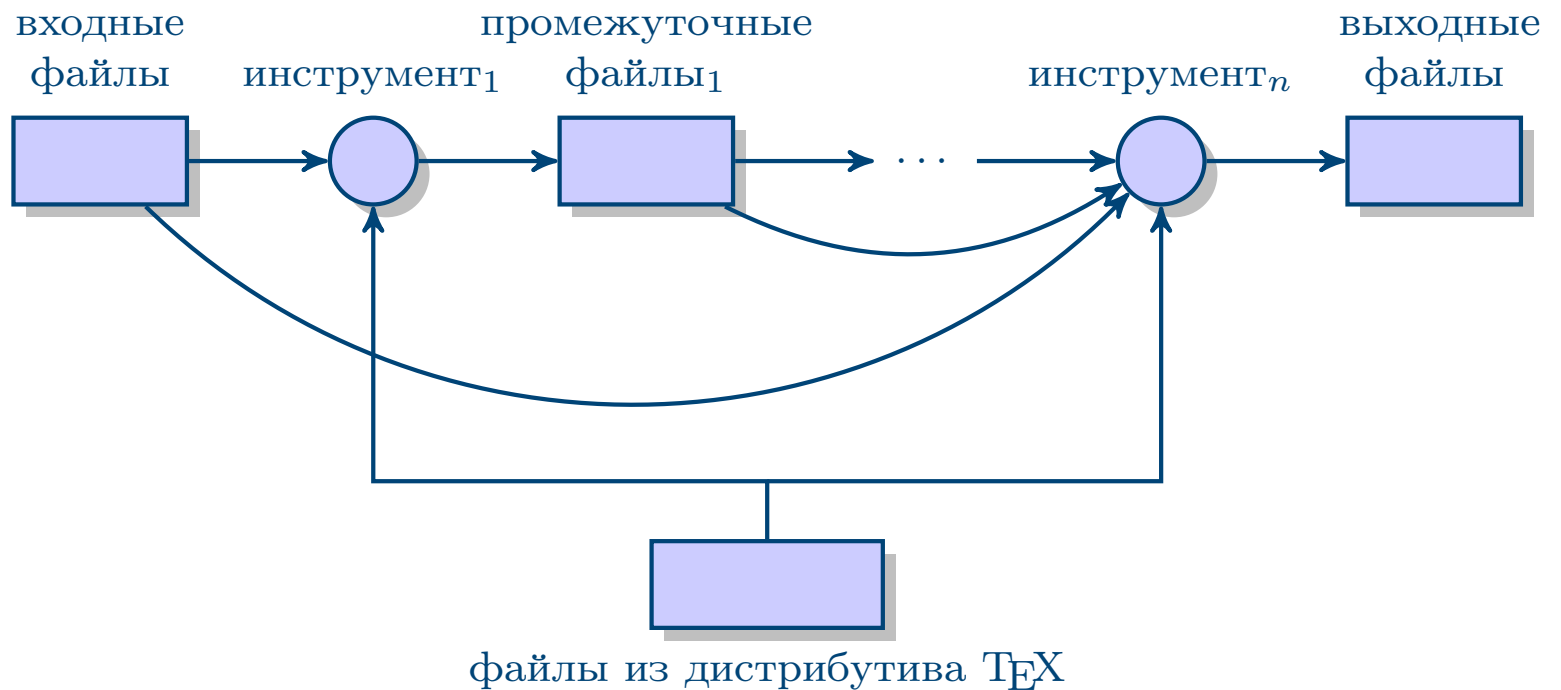 входные
файлы
инструмент₁
промежуточные
файлы₁
. . .
инструментₙ
выходные
файлы
файлы из дистрибутива TEX